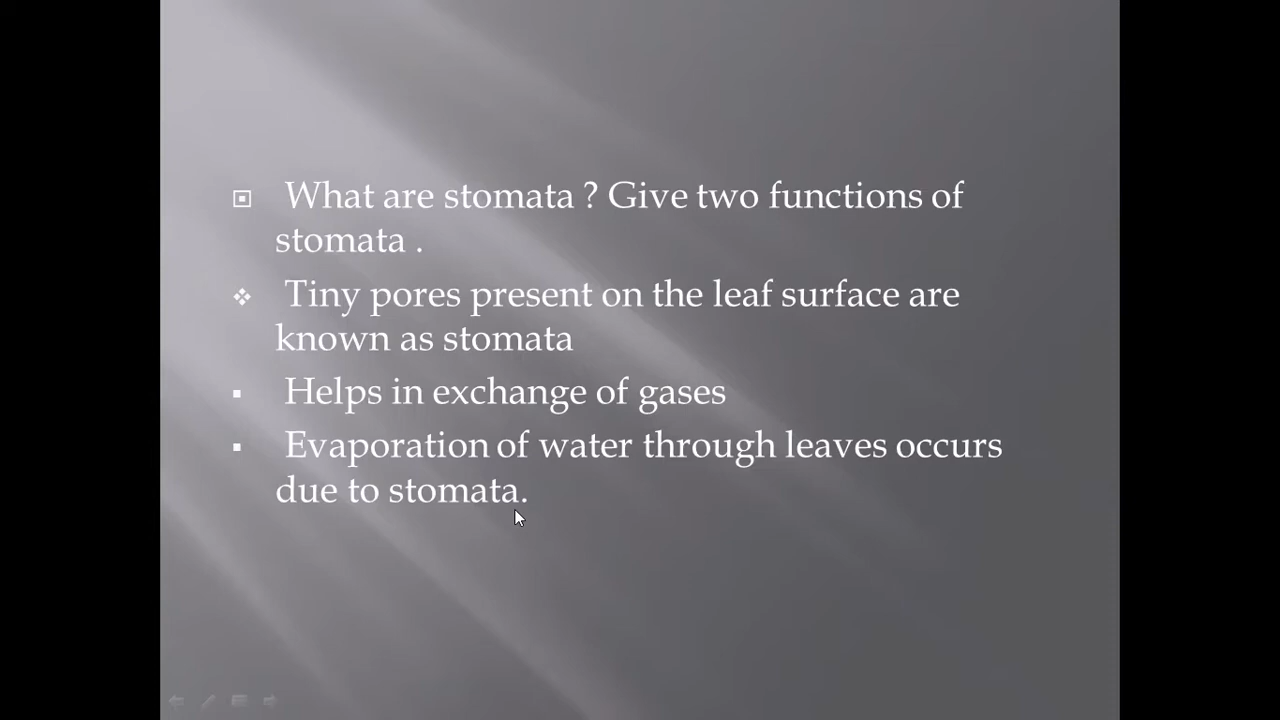 What are stomata ? Give two functions of
stomata .
Tiny pores present on the leaf surface are
known as stomata
Helps in exchange of gases
Evaporation of water through leaves occurs
due to stomata.